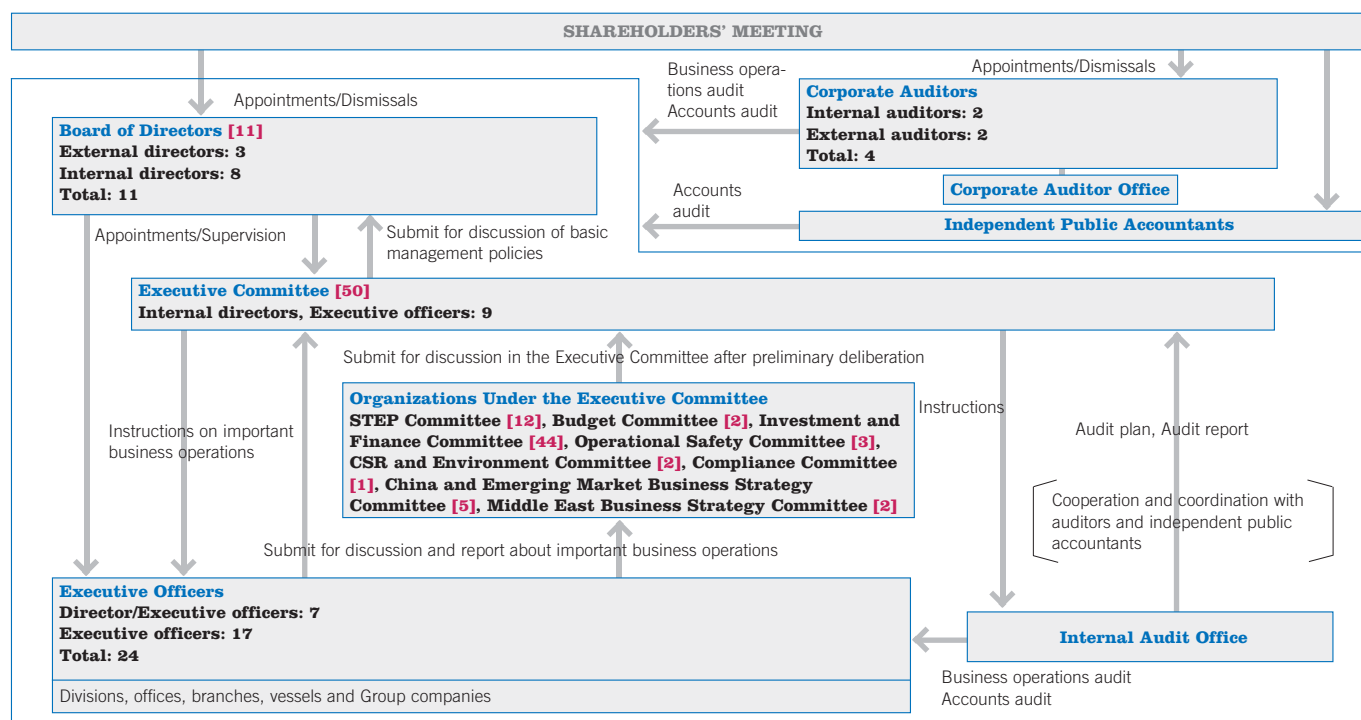 SHAREHOLDERS’ MEETING
Appointments/Dismissals
Business opera-
tions audit
Accounts audit
Appointments/Dismissals
Corporate Auditors
Internal auditors: 2
External auditors: 2
Total: 4
Board of Directors [11]
External directors: 3
Internal directors: 8
Total: 11
Corporate Auditor Office
Accounts
audit
Independent Public Accountants
Appointments/Supervision
Submit for discussion of basic
management policies
Executive Committee [50]
Internal directors, Executive officers: 9
Submit for discussion in the Executive Committee after preliminary deliberation
Organizations Under the Executive Committee
STEP Committee [12], Budget Committee [2], Investment and
Finance Committee [44], Operational Safety Committee [3],
CSR and Environment Committee [2], Compliance Committee
[1], China and Emerging Market Business Strategy
Committee [5], Middle East Business Strategy Committee [2]
Instructions on important
business operations
Instructions
Audit plan, Audit report
Cooperation and coordination with
auditors and independent public
accountants
Submit for discussion and report about important business operations
Executive Officers
Director/Executive officers: 7
Executive officers: 17
Total: 24
Divisions, offices, branches, vessels and Group companies
Internal Audit Office
Business operations audit
Accounts audit